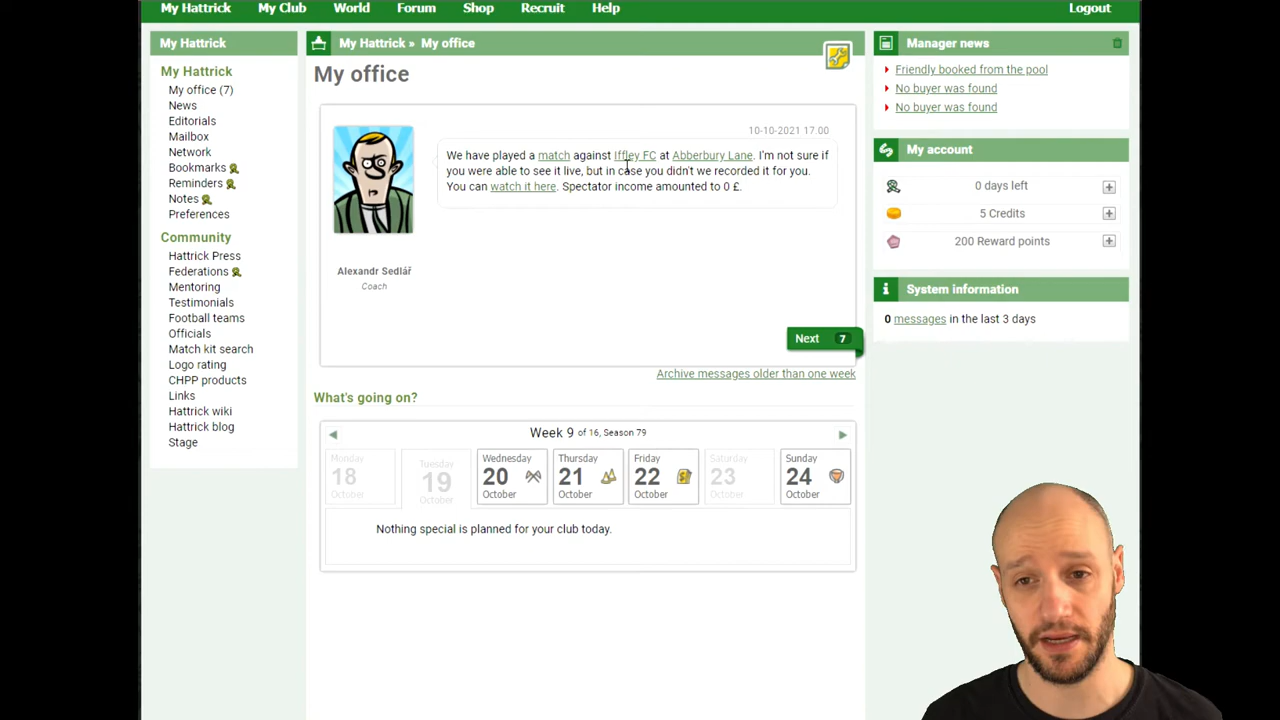 My Hattrick
My Club
World
Forum
Shop
Recruit
Help
Logout
My Hattrick
My Hattrick
My office (7)
News
Editorials
Mailbox
Network
Bookmarks
Reminders
Notes
Preferences
Community
Hattrick Press
Federations
Mentoring
Testimonials
Football teams
Officials
Match kit search
Logo rating
CHPP products
Links
Hattrick wiki
Hattrick blog
Stage
My Hattrick » My office
My office
10-10-2021 17.00
We have played a match against Iffley FC at Abberbury Lane. I'm not sure if
you were able to see it live, but in case you didn't we recorded it for you.
You can watch it here. Spectator income amounted to 0 £.
Alexandr Sedlář
Coach
Next 7
Archive messages older than one week
What's going on?
Week 9 of 16, Season 79
Monday
18
October
Tuesday
19
October
Wednesday
20
October
Thursday
21
October
Friday
22
October
Saturday
23
October
Sunday
24
October
Nothing special is planned for your club today.
Manager news
Friendly booked from the pool
No buyer was found
No buyer was found
My account
0 days left
5 Credits
200 Reward points
System information
0 messages in the last 3 days